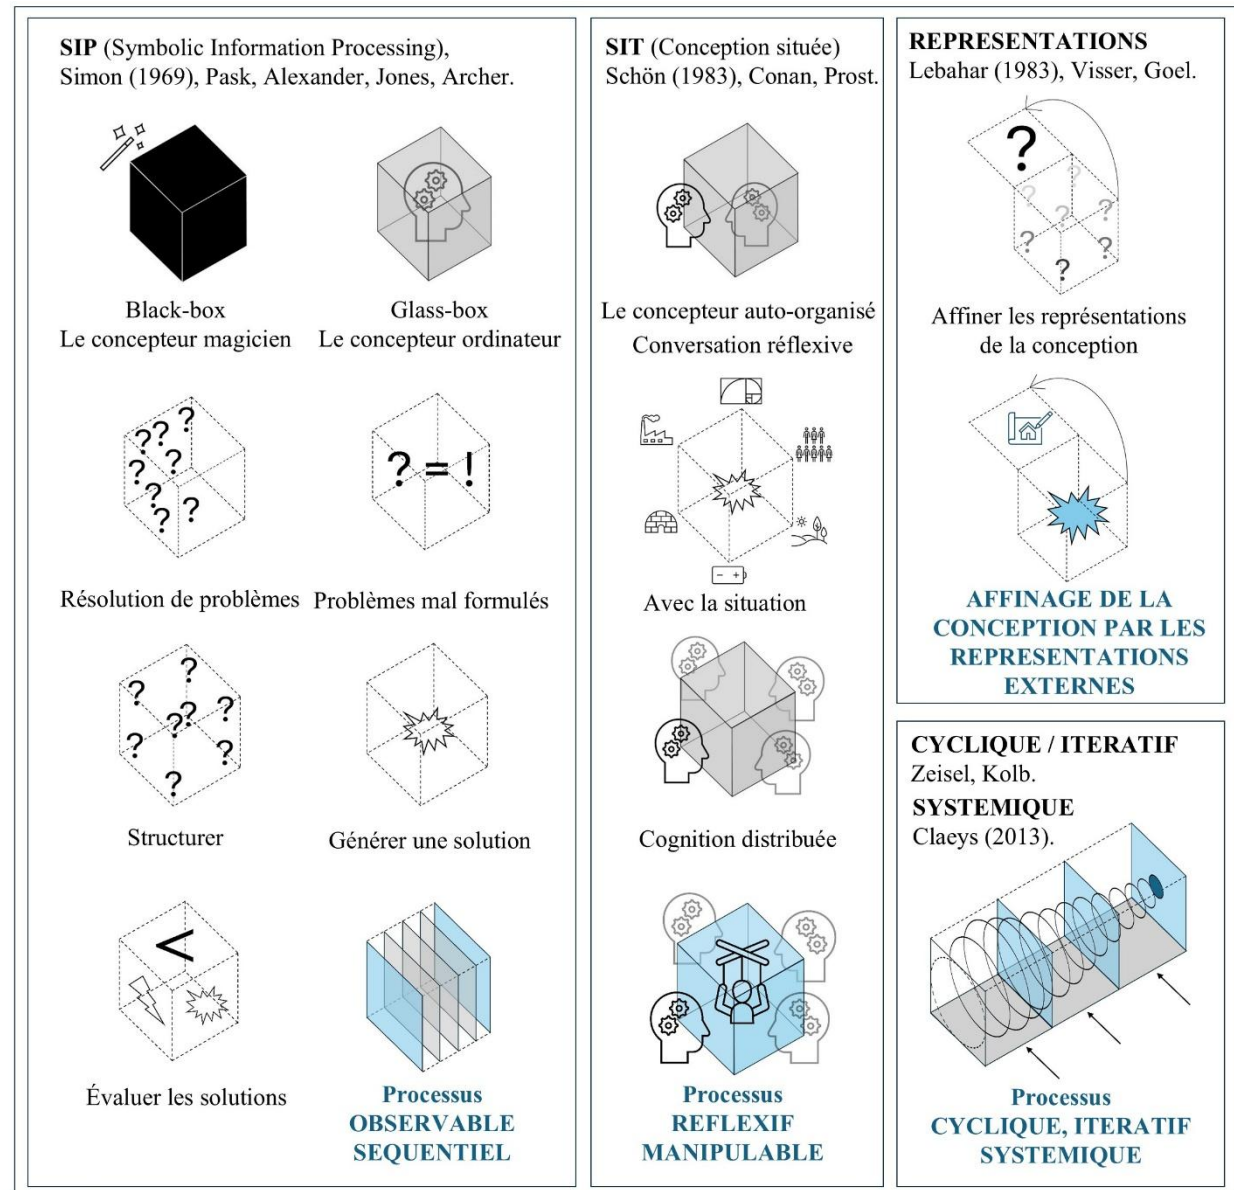 SIP (Symbolic Information Processing),
Simon (1969), Pask, Alexander, Jones, Archer.
Black-box
Le concepteur magicien
Glass-box
Le concepteur ordinateur
? ? ? ? ? ? ? ?
? = !
Résolution de problèmes
Problèmes mal formulés
? ? ? ? ? ? ? ?
Structurer
Générer une solution
<
Évaluer les solutions
Processus
OBSERVABLE
SEQUENTIEL
SIT (Conception située)
Schön (1983), Conan, Prost.
Le concepteur auto-organisé
Conversation réflexive
- +
Avec la situation
Cognition distribuée
Processus
REFLEXIF
MANIPULABLE
REPRESENTATIONS
Lebahar (1983), Visser, Goel.
?
? ? ? ? ? ? ?
Affiner les représentations
de la conception
AFFINAGE DE LA
CONCEPTION PAR LES
REPRESENTATIONS
EXTERNES
CYCLIQUE / ITERATIF
Zeisel, Kolb.
SYSTEMIQUE
Claeys (2013).
Processus
CYCLIQUE, ITERATIF
SYSTEMIQUE